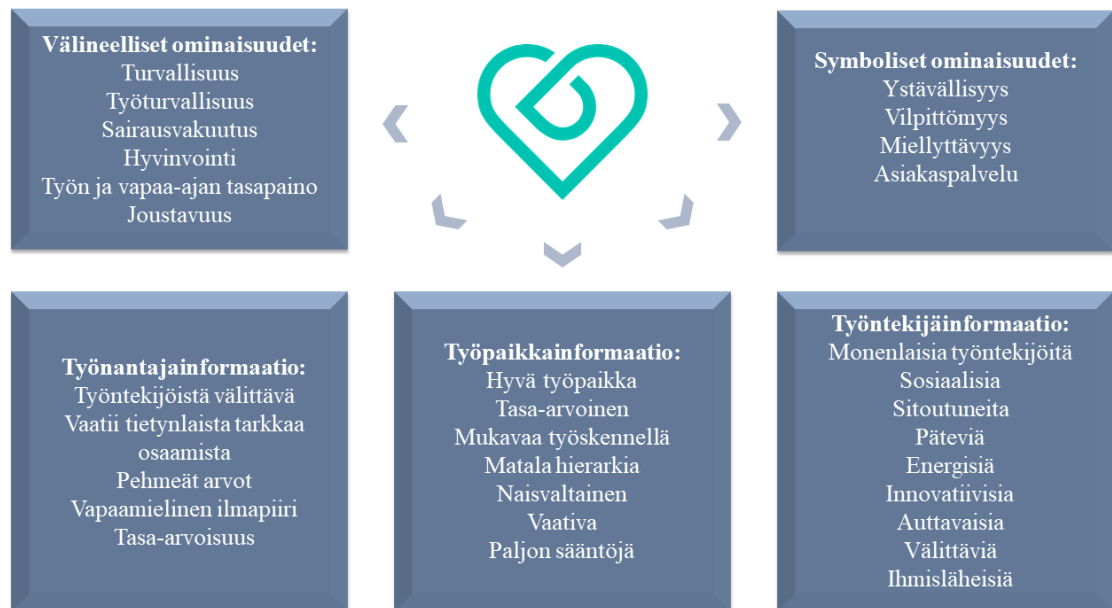 Välineelliset ominaisuudet:
Turvallisuus
Työturvallisuus
Sairausvakuutus
Hyvinvointi
Työn ja vapaa-ajan tasapaino
Joustavuus
Symboliset ominaisuudet:
Ystävällisyys
Vilpittömyys
Miellyttävyys
Asiakaspalvelu
Työnantajainformaatio:
Työntekijöistä välittävä
Vaatii tietynlaista tarkkaa
osaamista
Pehmeät arvot
Vapaamielinen ilmapiiri
Tasa-arvoisuus
Työpaikkainformaatio:
Hyvä työpaikka
Tasa-arvoinen
Mukavaa työskennellä
Matala hierarkia
Naisvaltainen
Vaativa
Paljon sääntöjä
Työntekijäinformaatio:
Monenlaisia työntekijöitä
Sosiaalisia
Sitoutuneita
Päteviä
Energisiä
Innovatiivisia
Auttavaisia
Välittäviä
Ihmisläheisiä